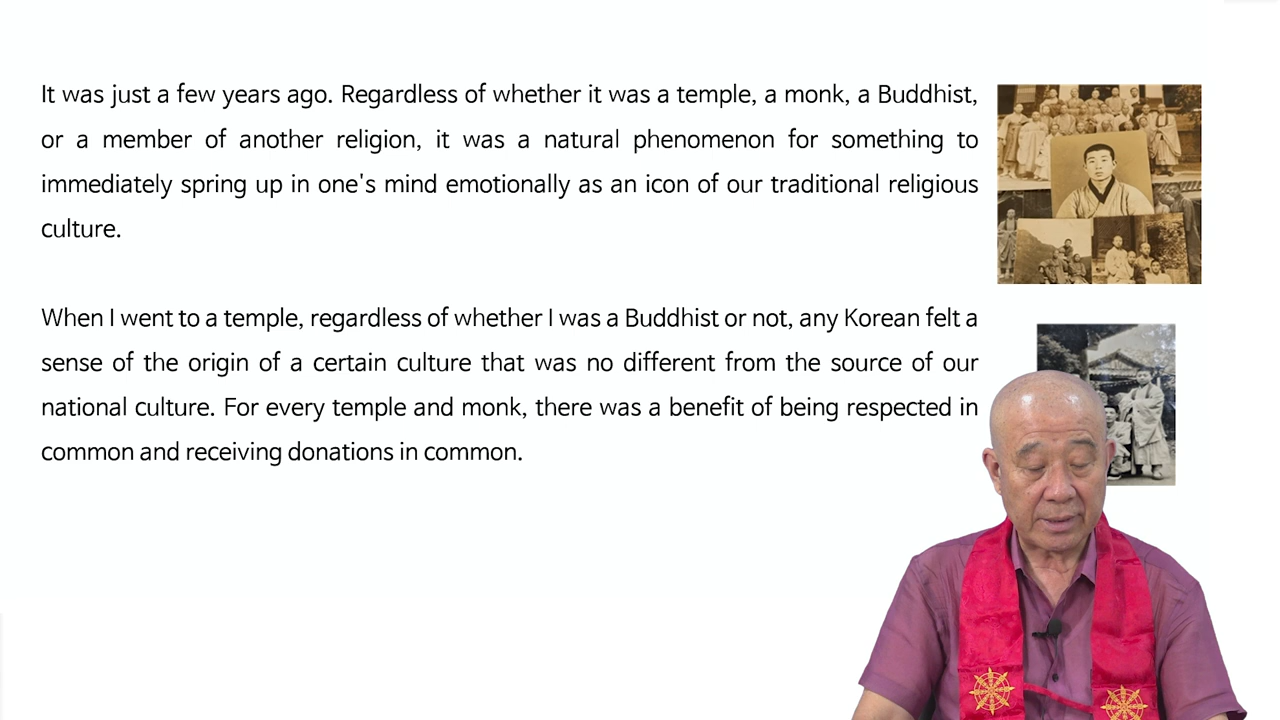 It was just a few years ago. Regardless of whether it was a temple, a monk, a Buddhist,
or a member of another religion, it was a natural phenomenon for something to
immediately spring up in one's mind emotionally as an icon of our traditional religious
culture.
When I went to a temple, regardless of whether I was a Buddhist or not, any Korean felt a
sense of the origin of a certain culture that was no different from the source of our
national culture. For every temple and monk, there was a benefit of being respected in
common and receiving donations in common.